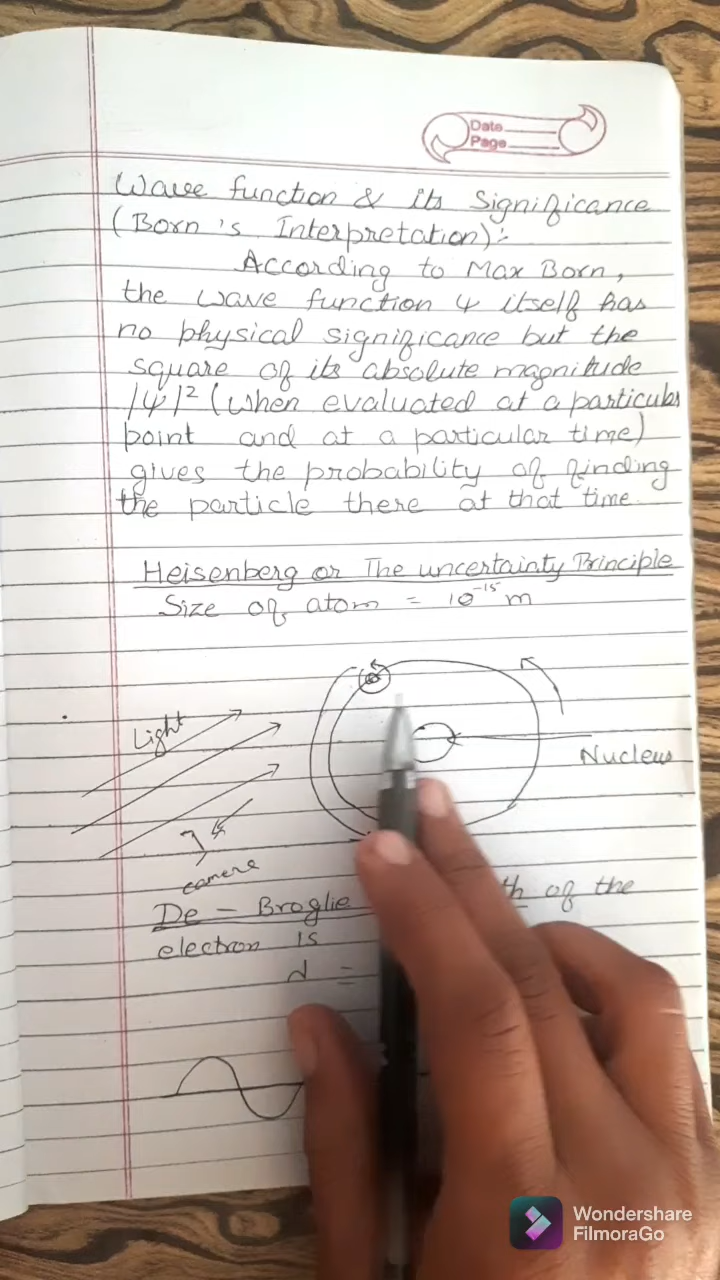 Date
Page
Wave function & its Significance
(Born's Interpretation):-
According to Max Born,
the wave function ψ itself has
no physical significance but the
square of its absolute magnitude
|ψ|² (when evaluated at a particular
point and at a particular time)
gives the probability of finding
the particle there at that time.
Heisenberg or The uncertainty Principle
Size of atom = 10⁻¹⁵ m
Light
Nucleus
camera
De - Broglie th of the
electron is
λ =
Wondershare
FilmoraGo